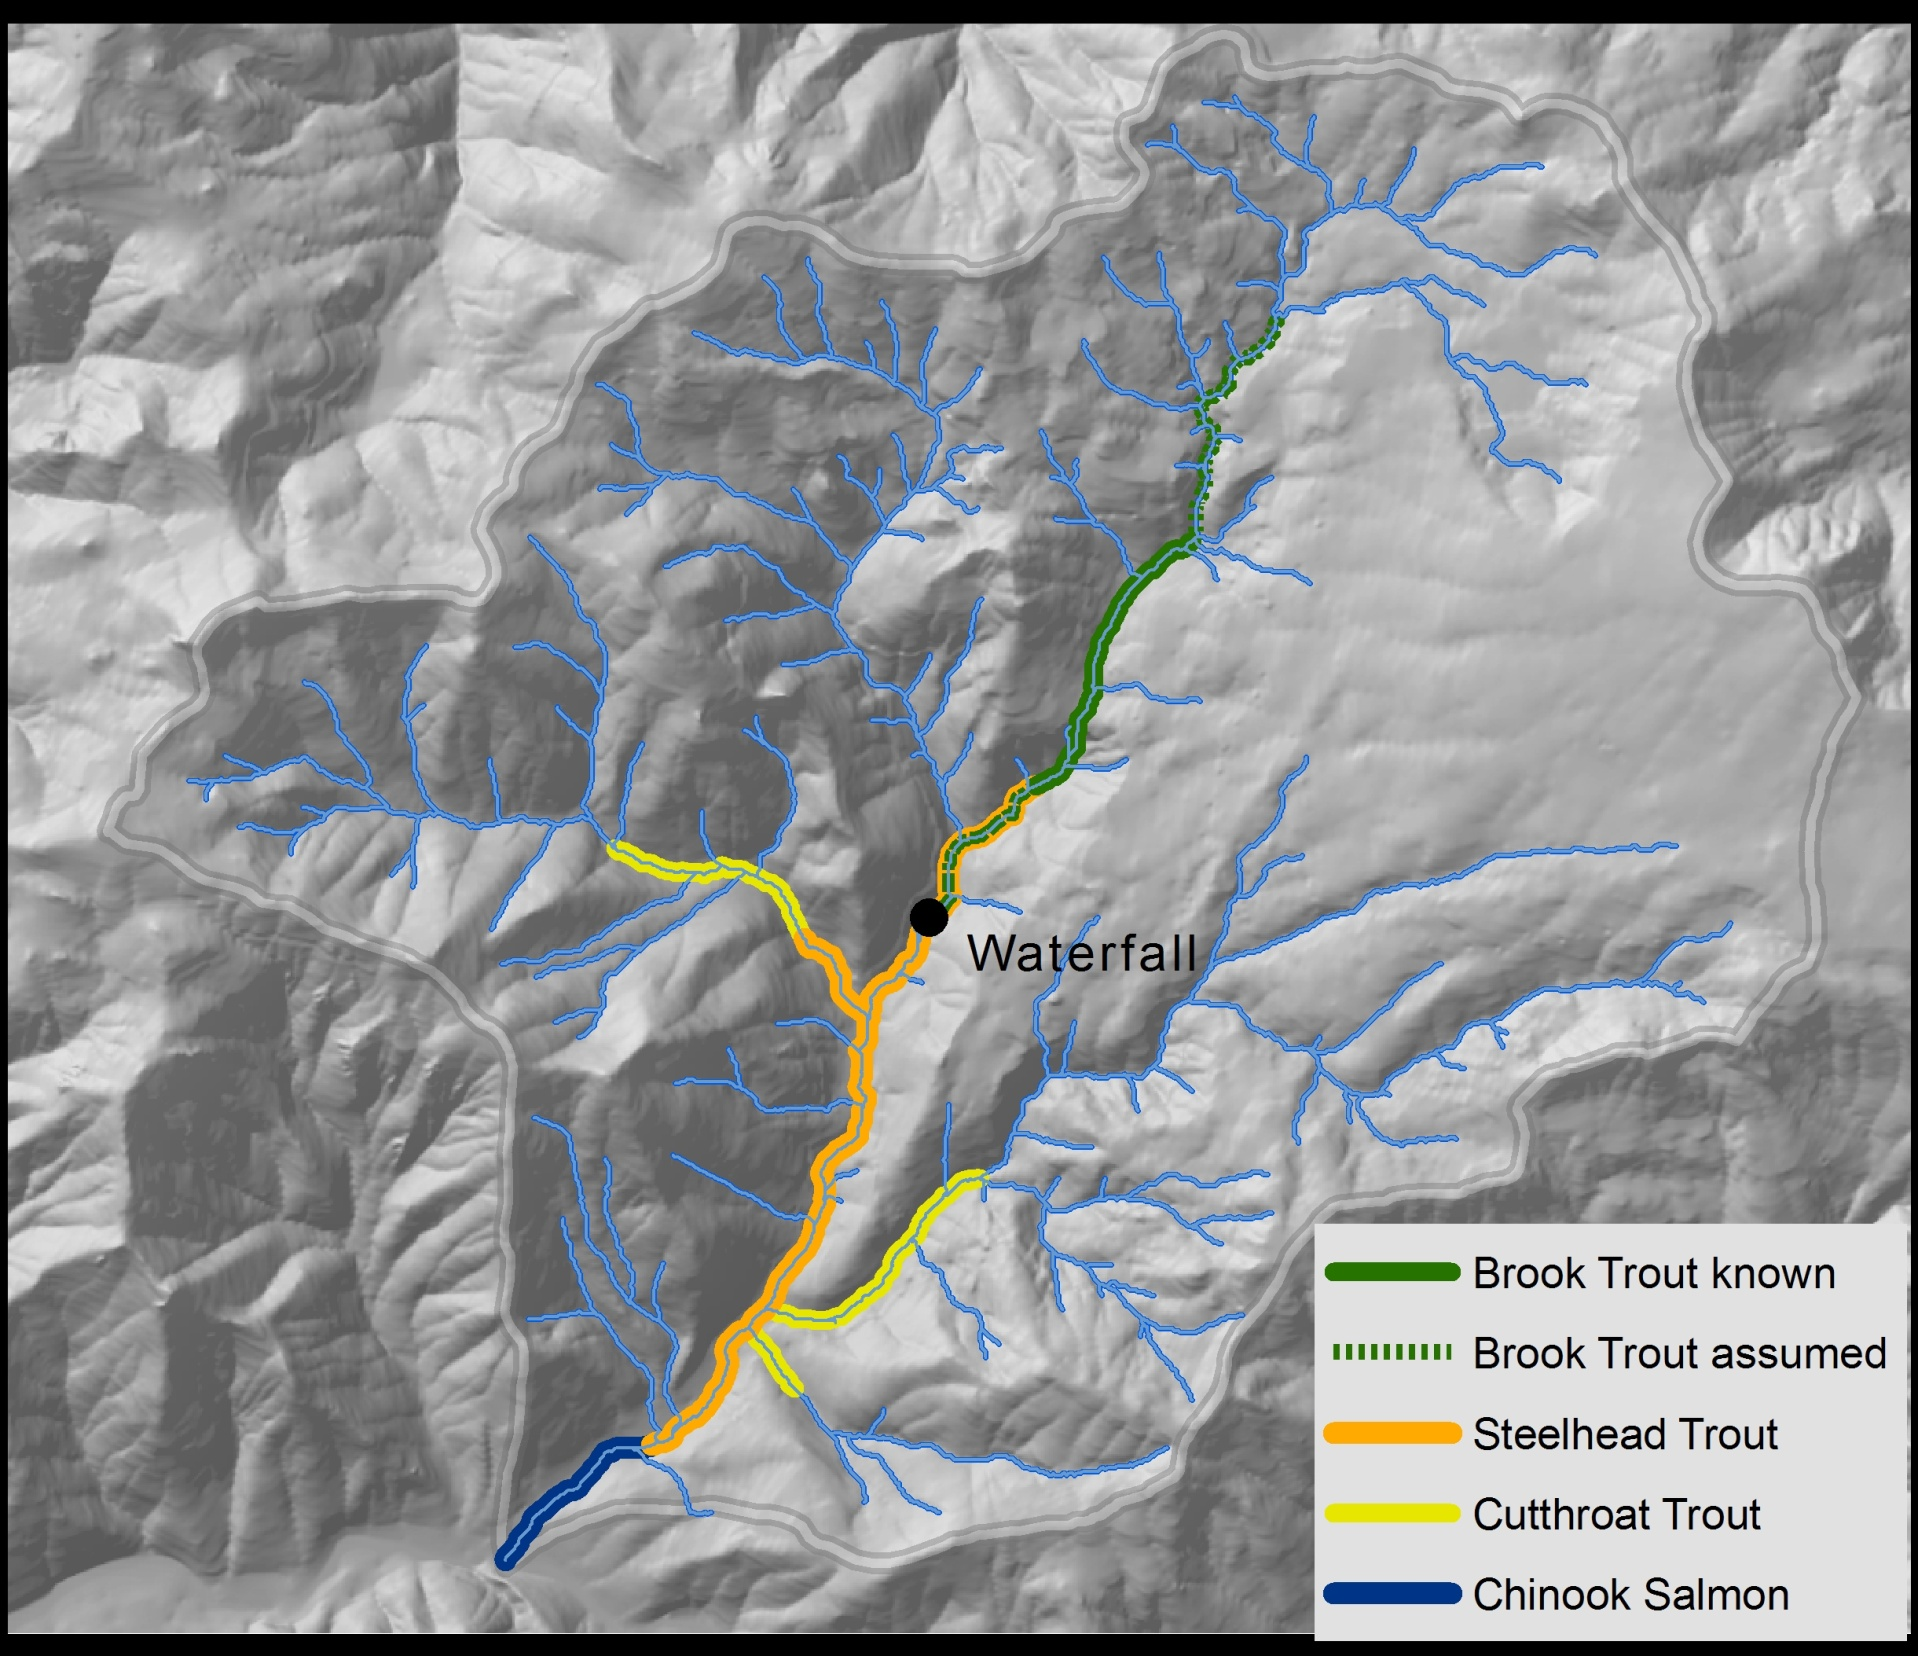 Waterfall
Brook Trout known
Brook Trout assumed
Steelhead Trout
Cutthroat Trout
Chinook Salmon